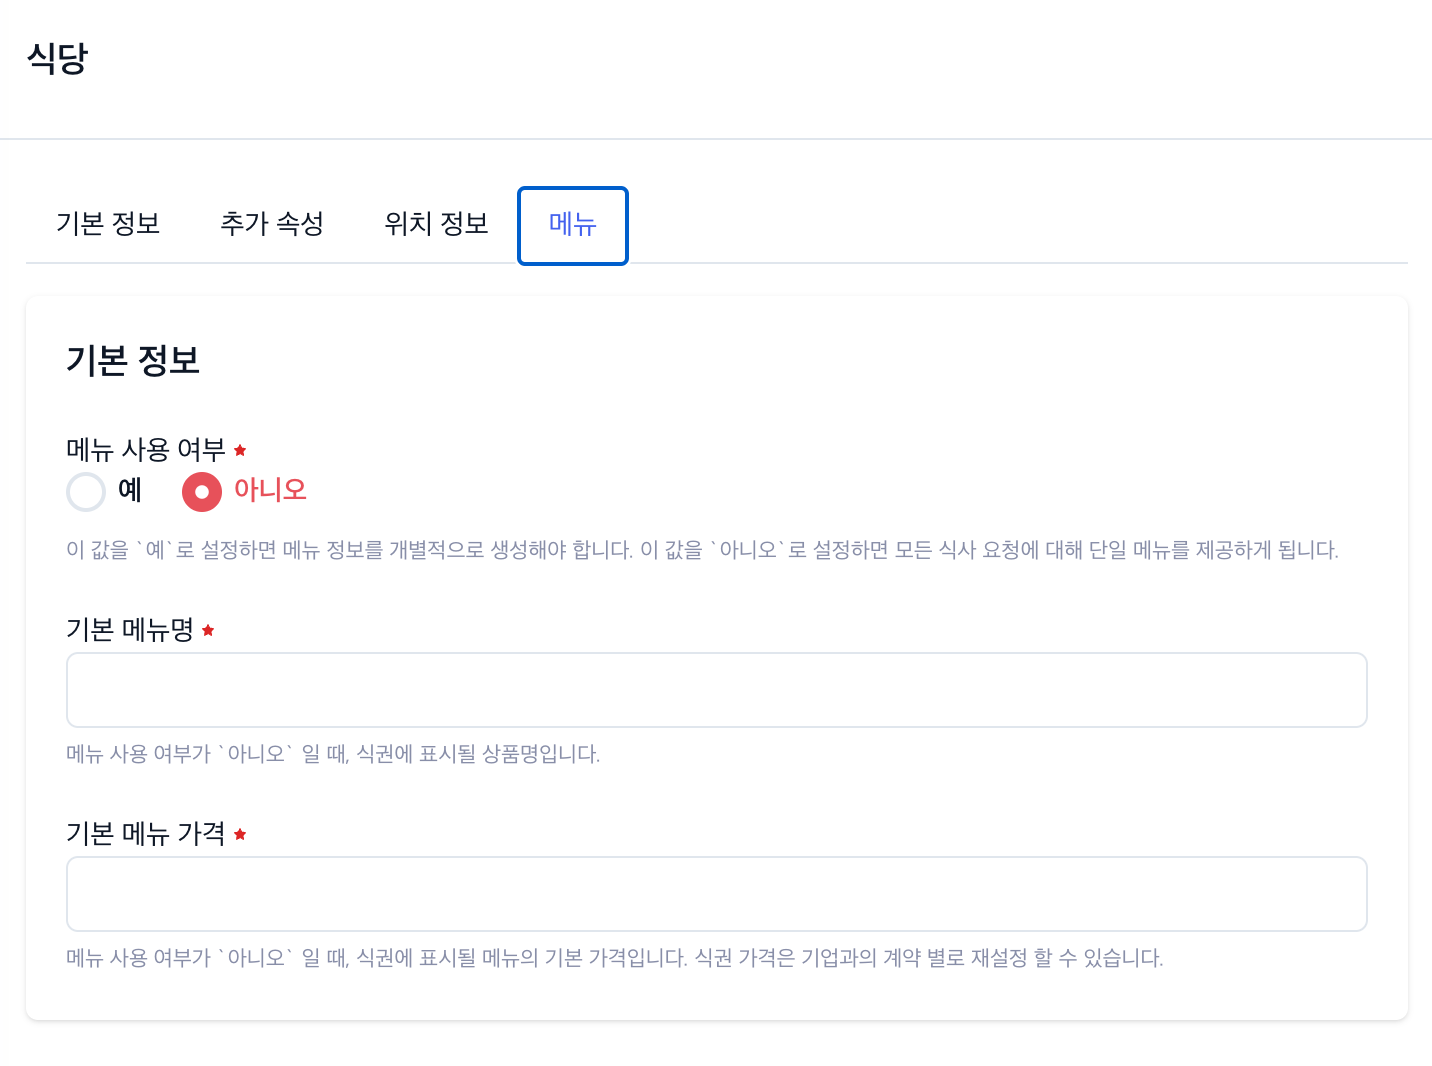 식당
기본 정보 추가 속성 위치 정보 메뉴
기본 정보
메뉴 사용 여부
예 아니오
이 값을 `예`로 설정하면 메뉴 정보를 개별적으로 생성해야 합니다. 이 값을 `아니오`로 설정하면 모든 식사 요청에 대해 단일 메뉴를 제공하게 됩니다.
기본 메뉴명
메뉴 사용 여부가 `아니오` 일 때, 식권에 표시될 상품명입니다.
기본 메뉴 가격
메뉴 사용 여부가 `아니오` 일 때, 식권에 표시될 메뉴의 기본 가격입니다. 식권 가격은 기업과의 계약 별로 재설정 할 수 있습니다.